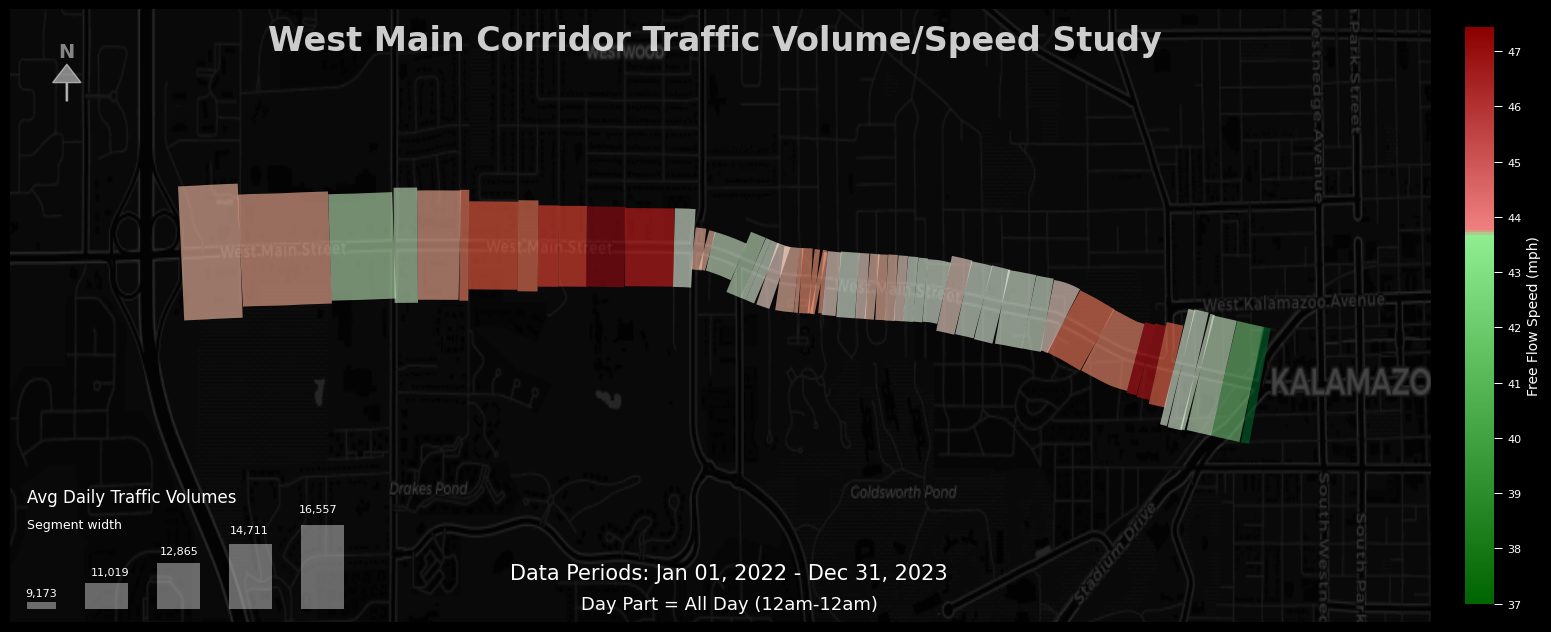 West Main Corridor Traffic Volume/Speed Study
N
WESTWOOD
Westnedge Avenue
Park Street
West Main Street
West Main Street
West Main Street
West Kalamazoo Avenue
KALAMAZO
Drakes Pond
Goldsworth Pond
Stadium Drive
South Westned
South Park
Avg Daily Traffic Volumes
Segment width
9,173
11,019
12,865
14,711
16,557
Data Periods: Jan 01, 2022 - Dec 31, 2023
Day Part = All Day (12am-12am)
47
46
45
44
43
42
41
40
39
38
37
Free Flow Speed (mph)